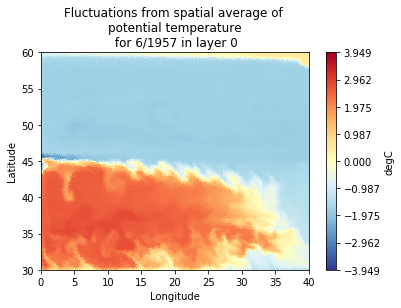 Fluctuations from spatial average of
potential temperature
for 6/1957 in layer 0
60
55
50
45
40
35
30
Latitude
0 5 10 15 20 25 30 35 40
Longitude
3.949
2.962
1.975
0.987
0.000
-0.987
-1.975
-2.962
-3.949
degC